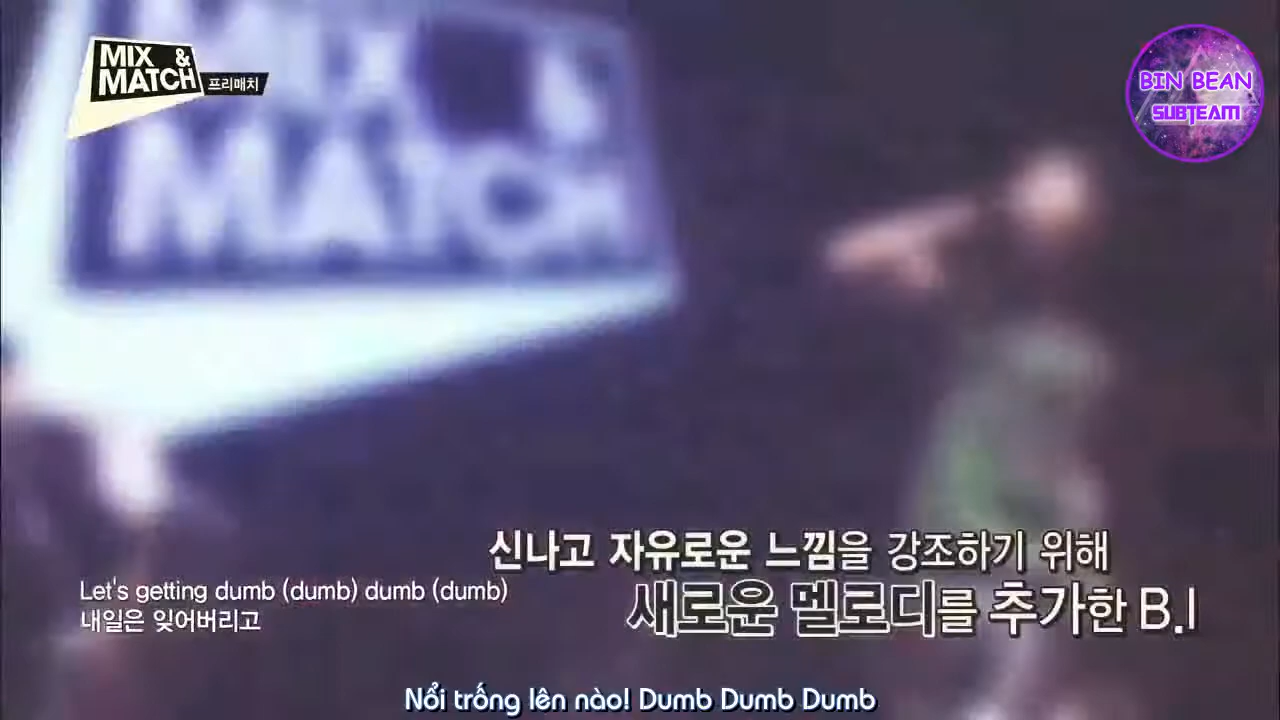 MIX &
MATCH
프리매치
BIN BEAN
SUBTEAM
MIX &
MATCH
신나고 자유로운 느낌을 강조하기 위해
새로운 멜로디를 추가한 B.I
Let's getting dumb (dumb) dumb (dumb)
내일은 잊어버리고
Nổi trống lên nào! Dumb Dumb Dumb